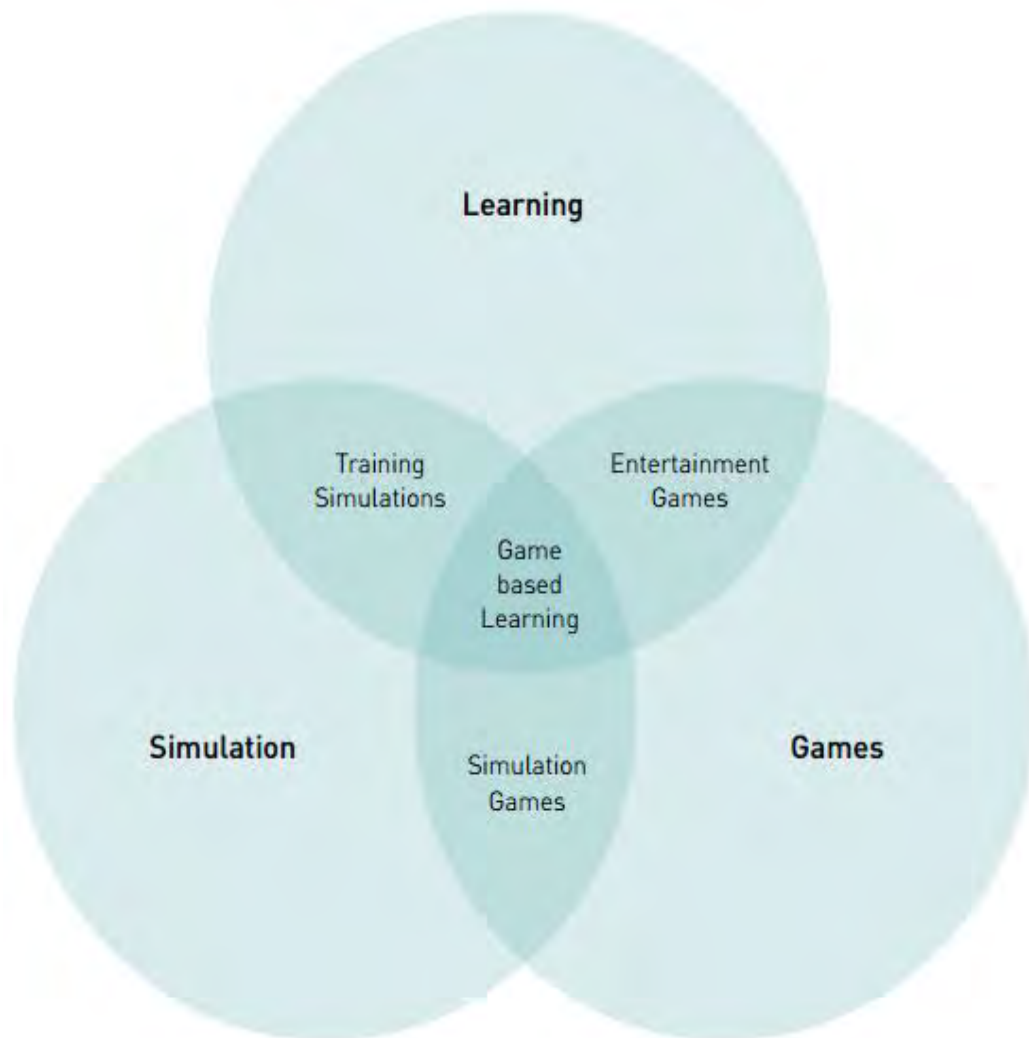 Learning
Training
Simulations
Entertainment
Games
Game
based
Learning
Simulation
Simulation
Games
Games